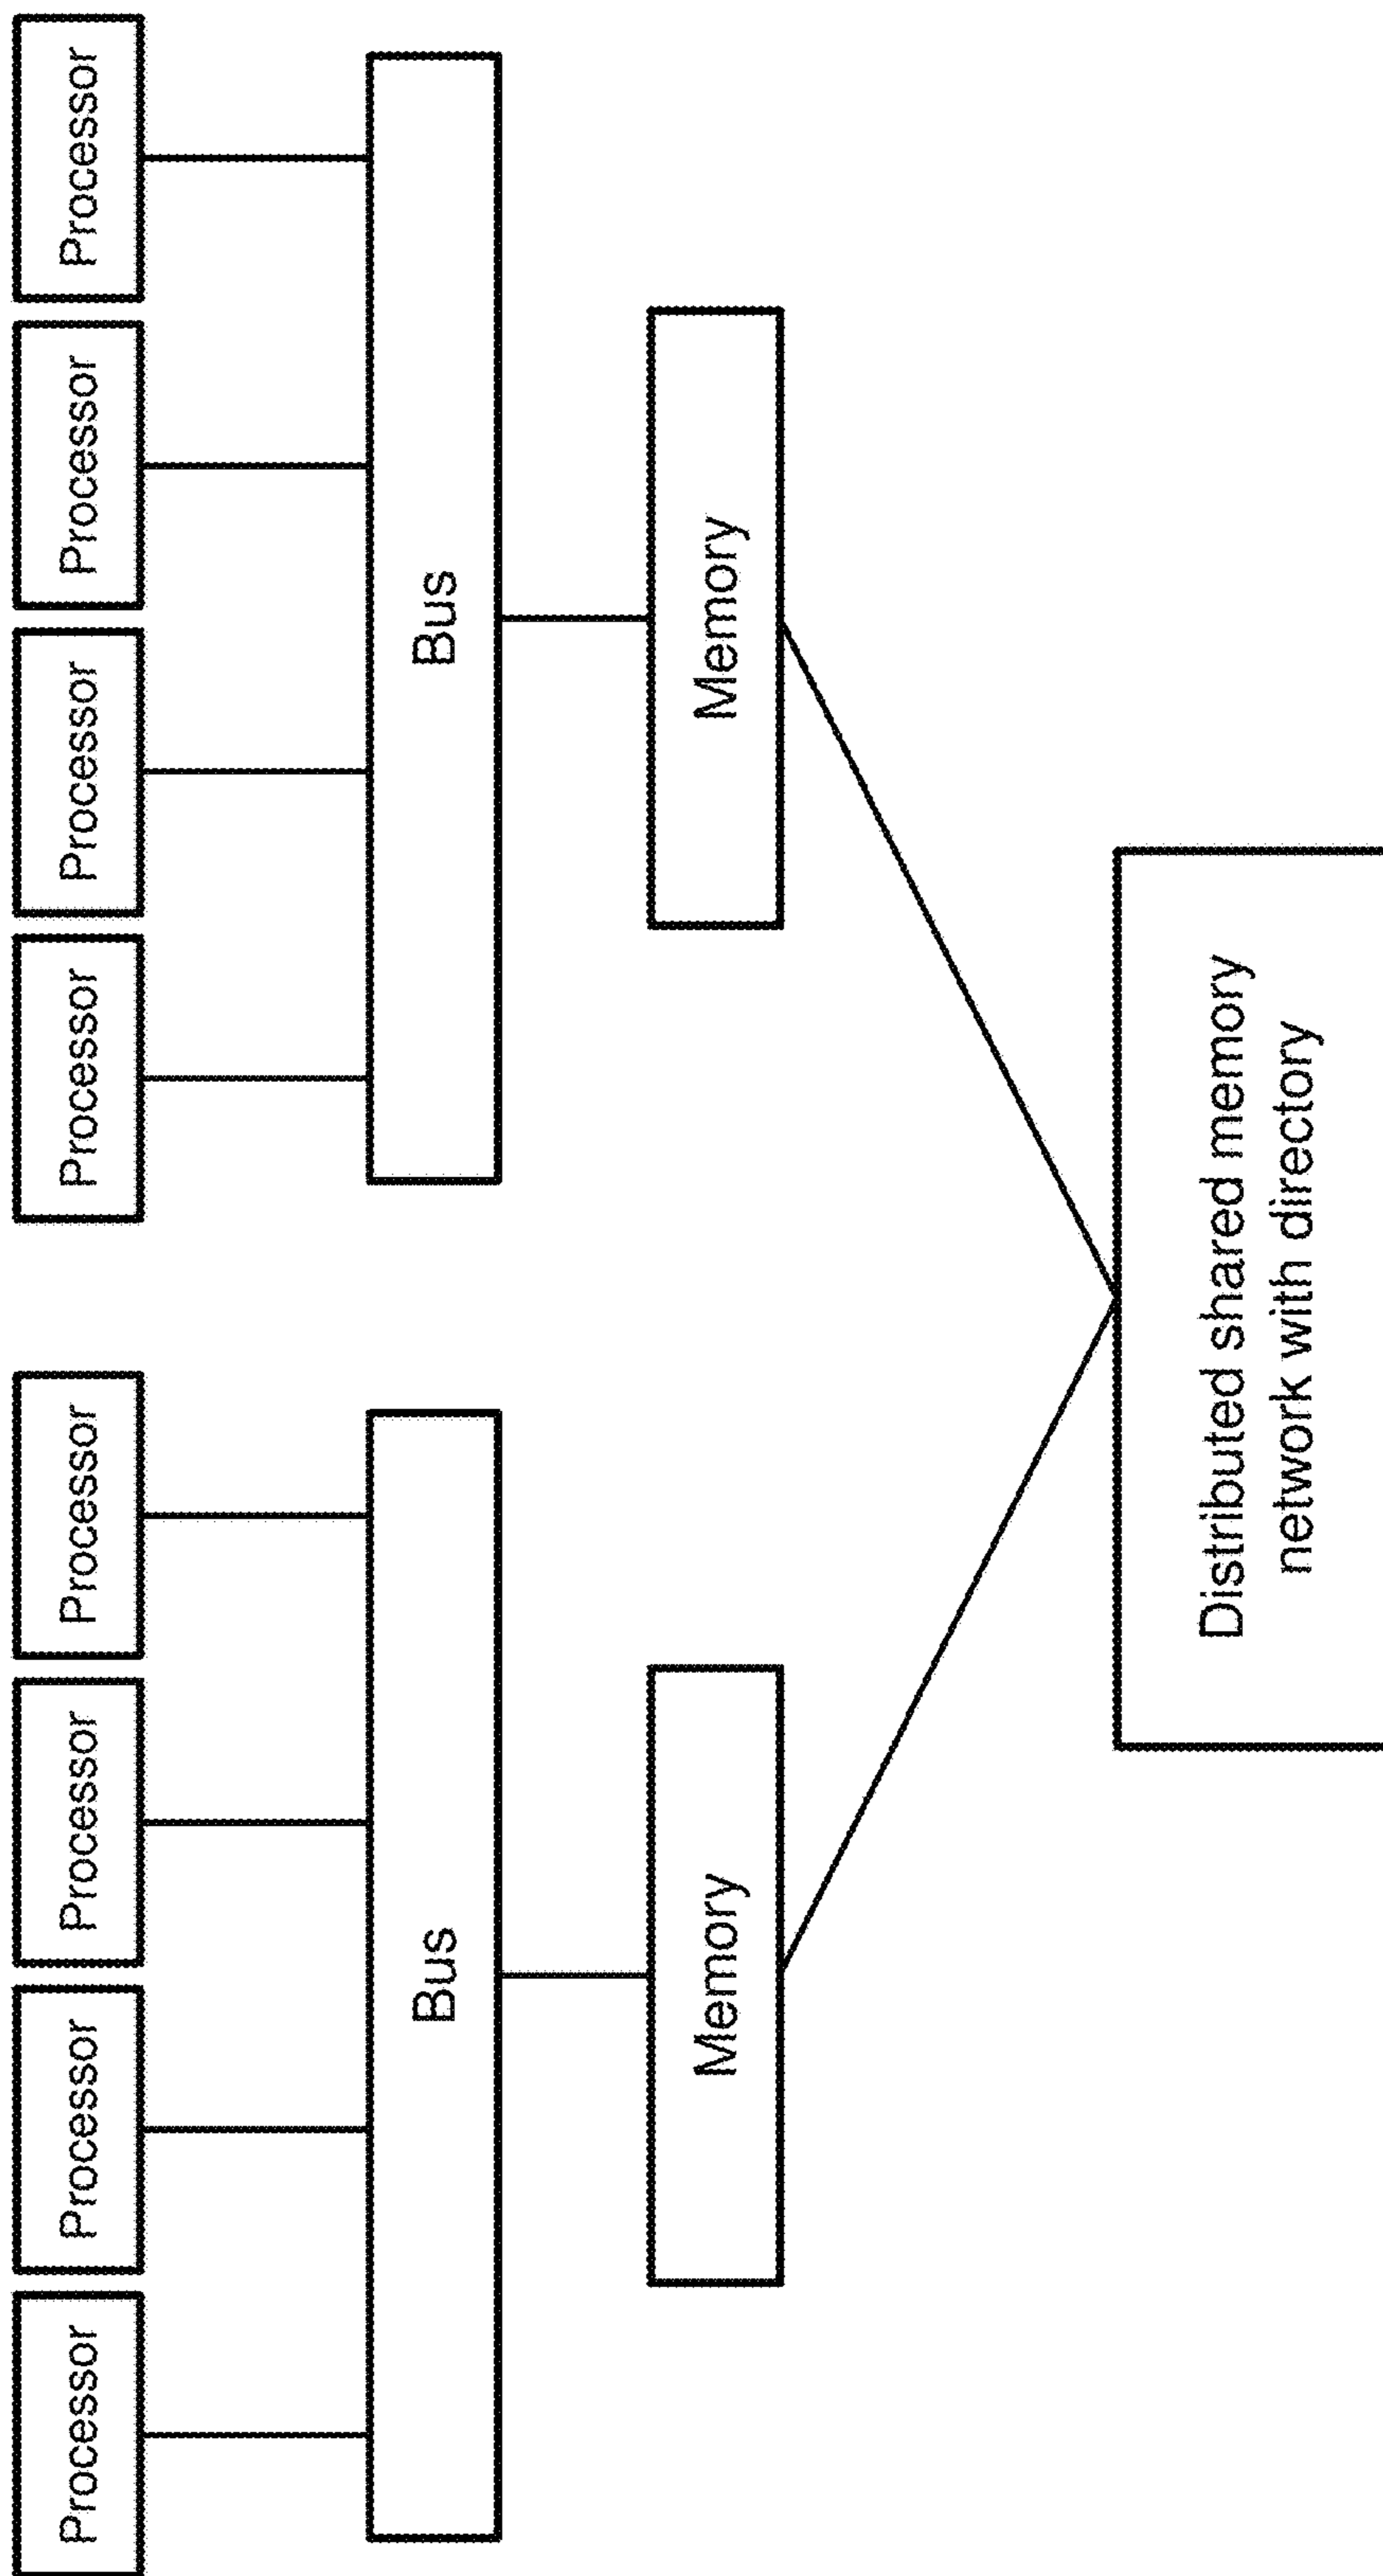 Processor
Processor
Processor
Processor
Processor
Processor
Processor
Processor
Bus
Bus
Memory
Memory
Distributed shared memory
network with directory